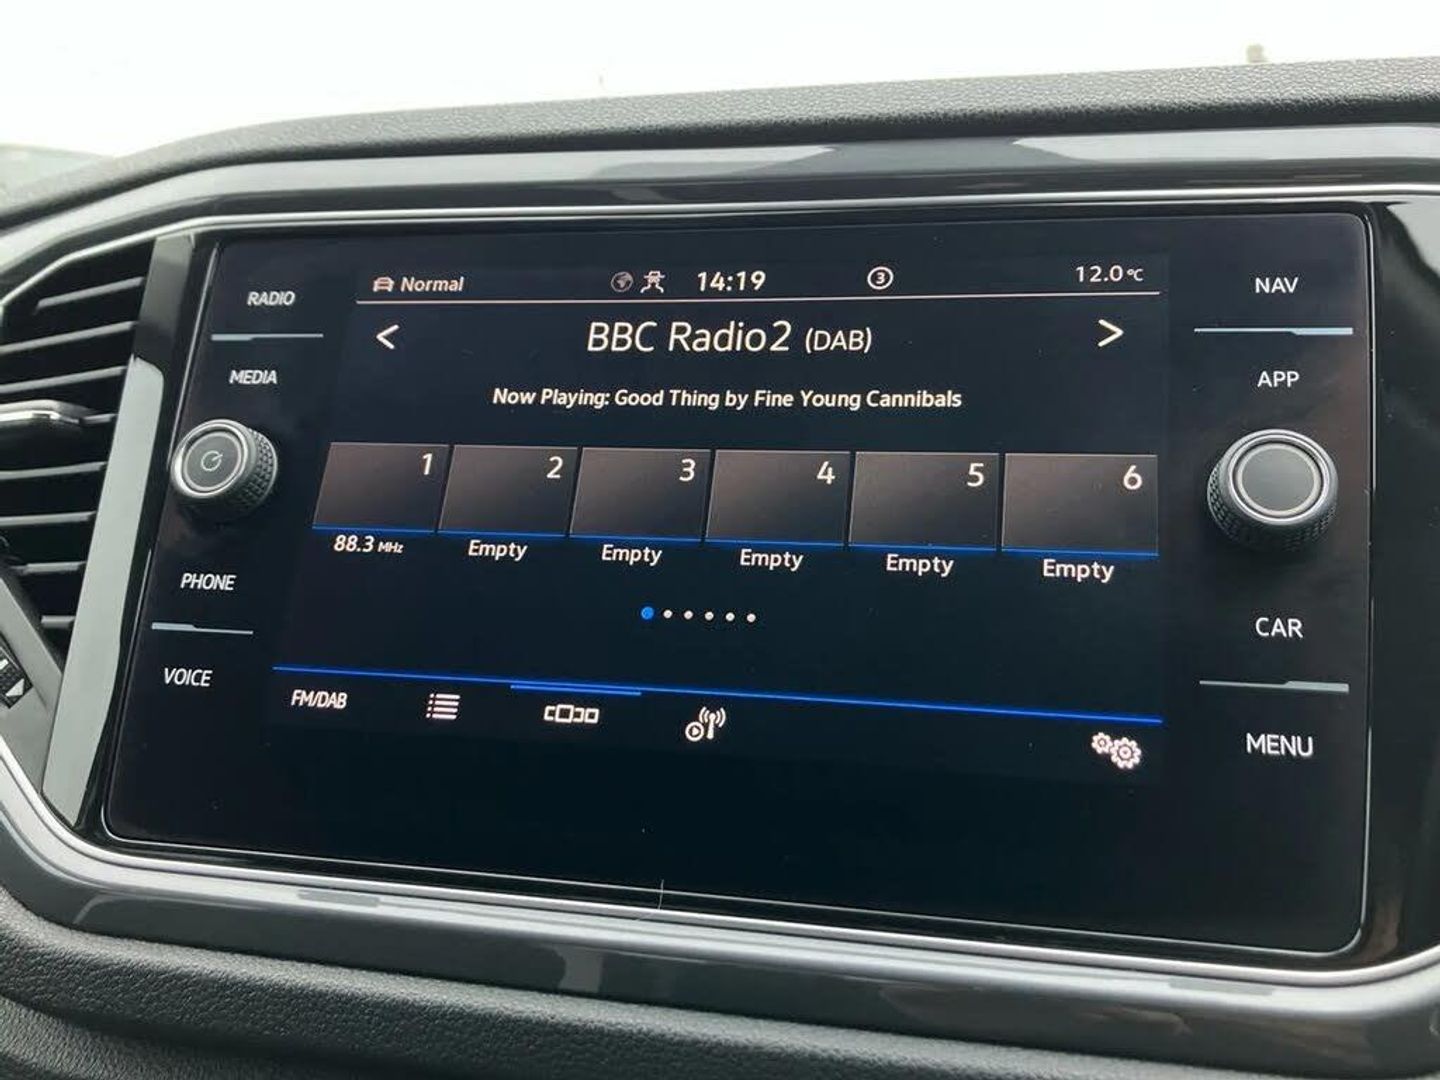 RADIO
MEDIA
PHONE
VOICE
Normal
14:19
3
12.0°C
<
BBC Radio2 (DAB)
>
Now Playing: Good Thing by Fine Young Cannibals
1 2 3 4 5 6
88.3 MHz Empty Empty Empty Empty Empty
FM/DAB
NAV
APP
CAR
MENU